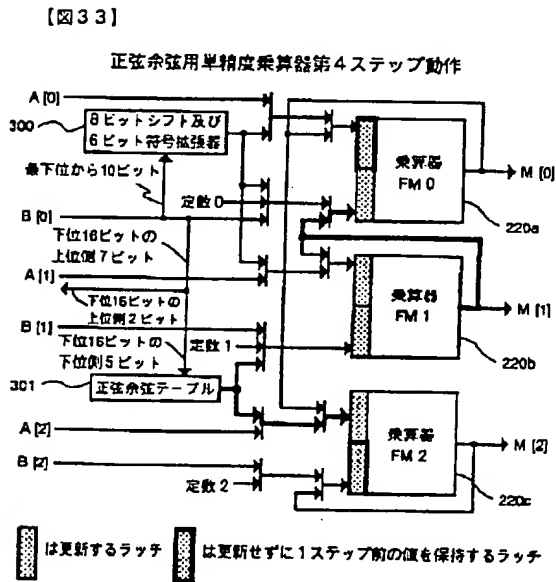 【図33】
正弦余弦用単精度乗算器第4ステップ動作
A [0]
300
8ビットシフト及び
6ビット符号拡張器
最下位から10ビット
定数0
B [0]
下位16ビットの
上位側7ビット
A [1]
下位16ビットの
上位側2ビット
B [1]
下位16ビットの
下位側5ビット
定数1
301
正弦余弦テーブル
A [2]
B [2]
定数2
乗算器
FM 0
M [0]
220a
乗算器
FM 1
M [1]
220b
乗算器
FM 2
M [2]
220c
は更新するラッチ
は更新せずに1ステップ前の値を保持するラッチ